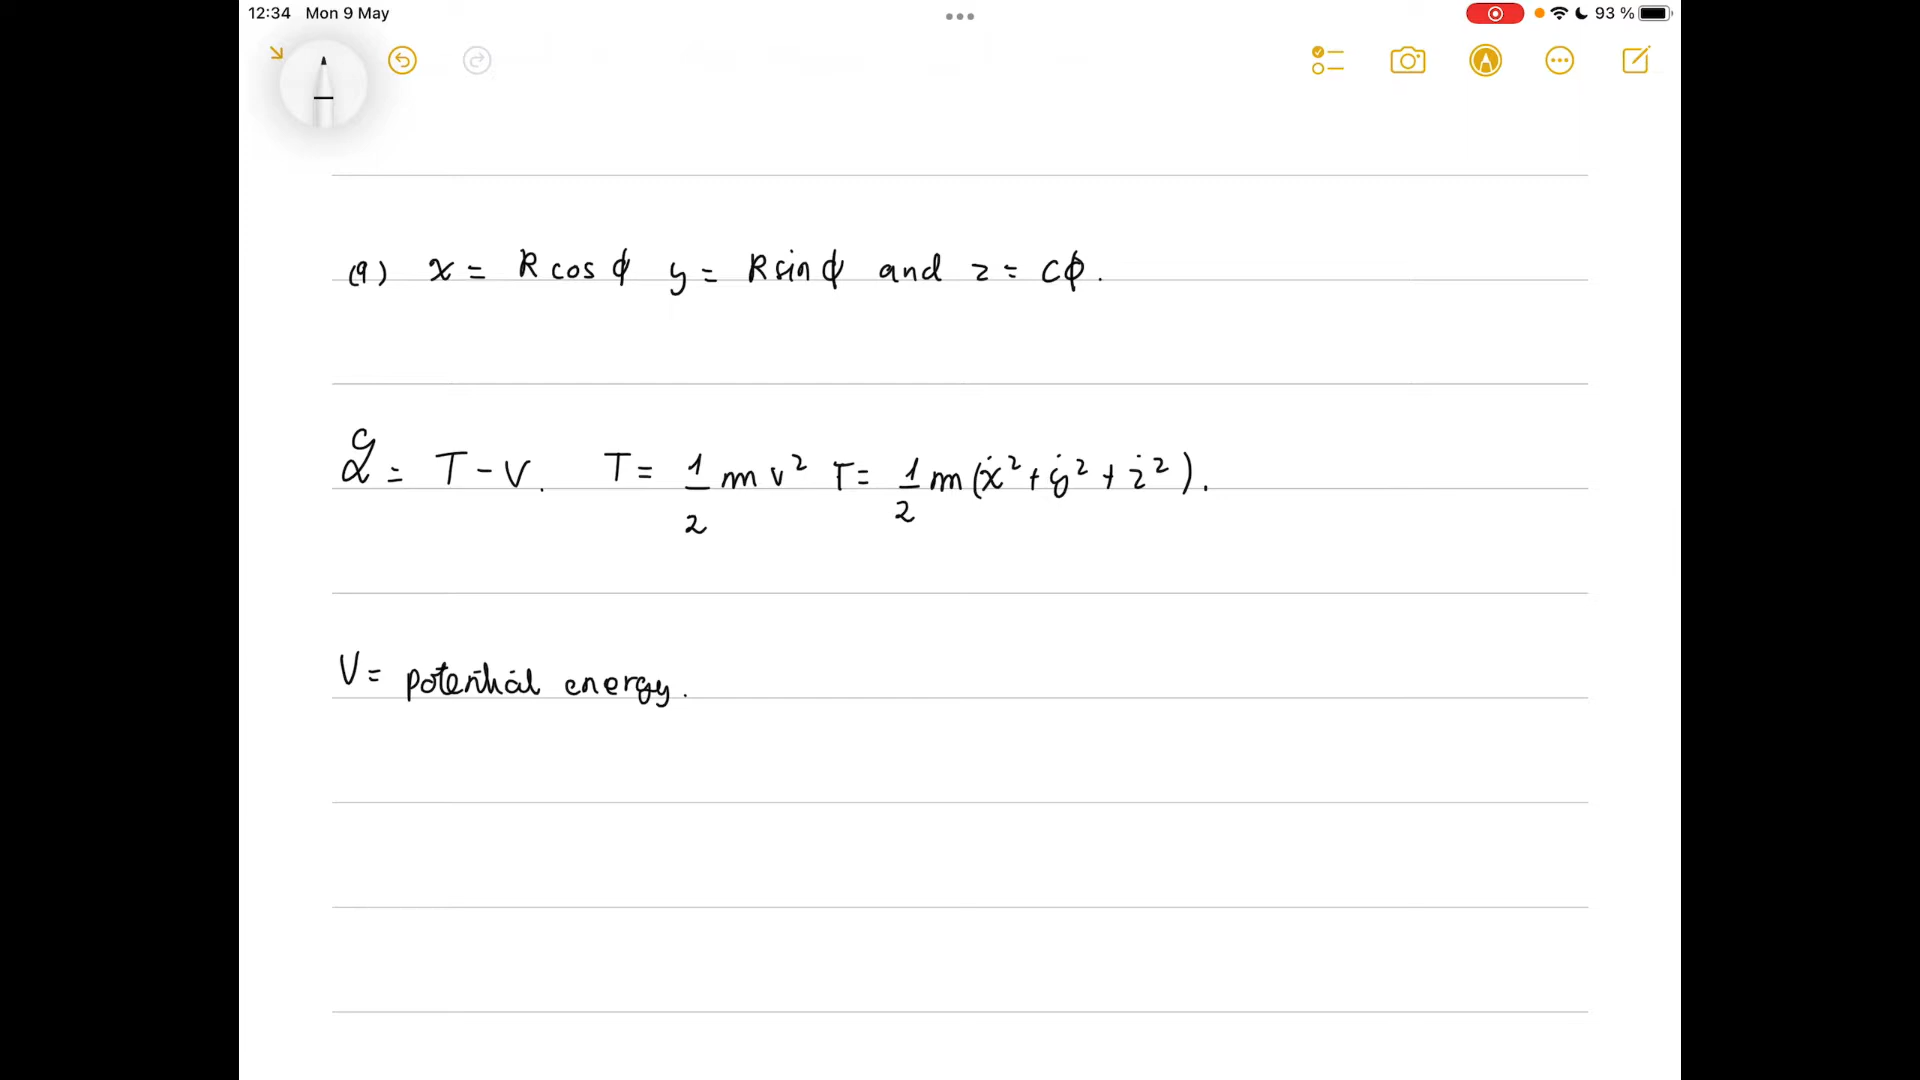 12:34 Mon 9 May 93 %
(a) x = R cos ϕ y = R sin ϕ and z = cϕ.
ℒ = T - V. T = 1/2 m v² T = 1/2 m (ẋ² + ẏ² + ż²).
V = potential energy.